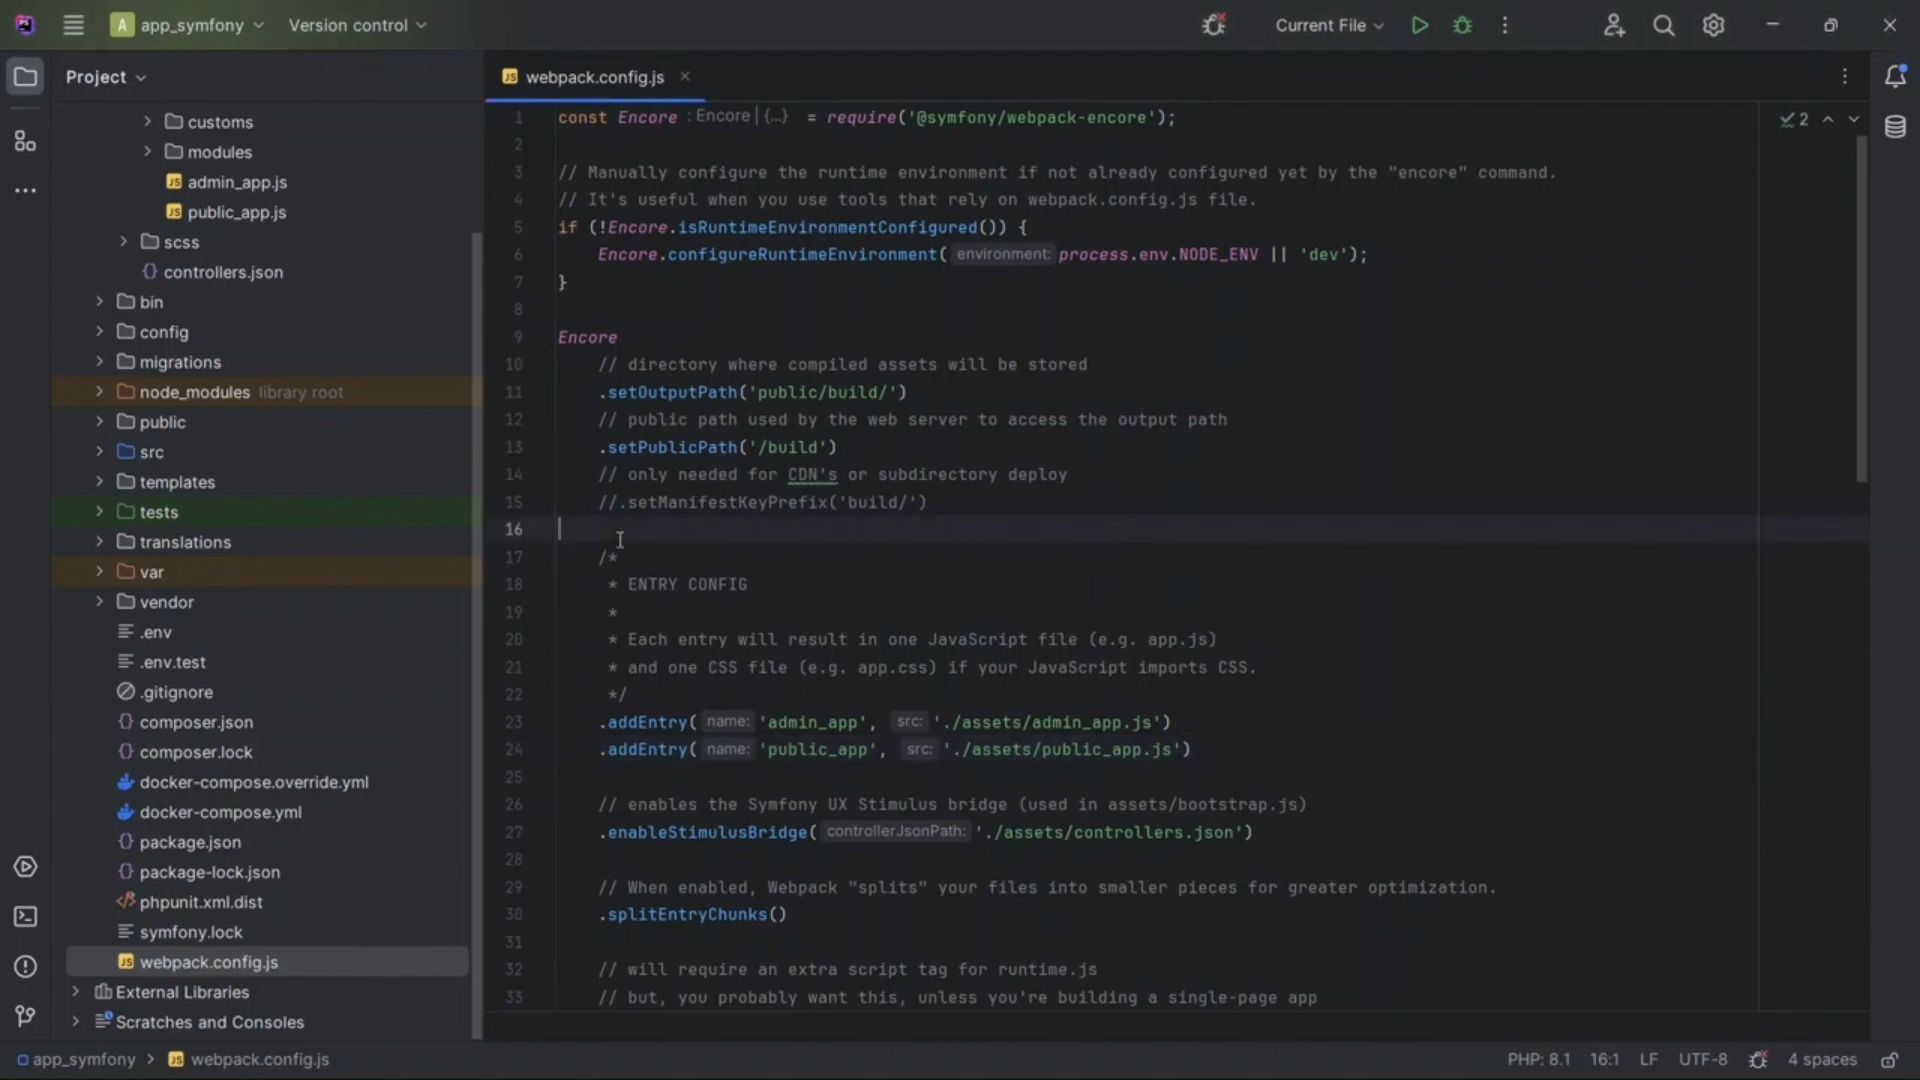 PS
A app_symfony Version control Current File
Project
customs
modules
JS admin_app.js
JS public_app.js
scss
{} controllers.json
bin
config
migrations
node_modules library root
public
src
templates
tests
translations
var
vendor
.env
.env.test
.gitignore
{} composer.json
{} composer.lock
docker-compose.override.yml
docker-compose.yml
{} package.json
{} package-lock.json
</> phpunit.xml.dist
symfony.lock
JS webpack.config.js
External Libraries
Scratches and Consoles
JS webpack.config.js
2
1 const Encore : Encore | {...} = require('@symfony/webpack-encore');
2
3 // Manually configure the runtime environment if not already configured yet by the "encore" command.
4 // It's useful when you use tools that rely on webpack.config.js file.
5 if (!Encore.isRuntimeEnvironmentConfigured()) {
6 Encore.configureRuntimeEnvironment( environment: process.env.NODE_ENV || 'dev');
7 }
8
9 Encore
10 // directory where compiled assets will be stored
11 .setOutputPath('public/build/')
12 // public path used by the web server to access the output path
13 .setPublicPath('/build')
14 // only needed for CDN's or subdirectory deploy
15 //.setManifestKeyPrefix('build/')
16
17 /*
18 * ENTRY CONFIG
19 *
20 * Each entry will result in one JavaScript file (e.g. app.js)
21 * and one CSS file (e.g. app.css) if your JavaScript imports CSS.
22 */
23 .addEntry( name: 'admin_app', src: './assets/admin_app.js')
24 .addEntry( name: 'public_app', src: './assets/public_app.js')
25
26 // enables the Symfony UX Stimulus bridge (used in assets/bootstrap.js)
27 .enableStimulusBridge( controllerJsonPath: './assets/controllers.json')
28
29 // When enabled, Webpack "splits" your files into smaller pieces for greater optimization.
30 .splitEntryChunks()
31
32 // will require an extra script tag for runtime.js
33 // but, you probably want this, unless you're building a single-page app
app_symfony > JS webpack.config.js PHP: 8.1 16:1 LF UTF-8 4 spaces